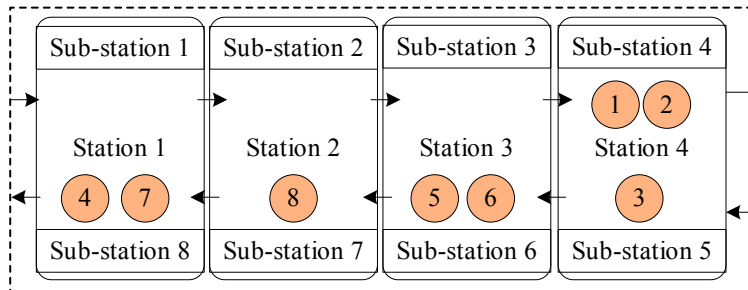 Sub-station 1 Sub-station 2 Sub-station 3 Sub-station 4
1 2
Station 1 Station 2 Station 3 Station 4
4 7 8 5 6 3
Sub-station 8 Sub-station 7 Sub-station 6 Sub-station 5